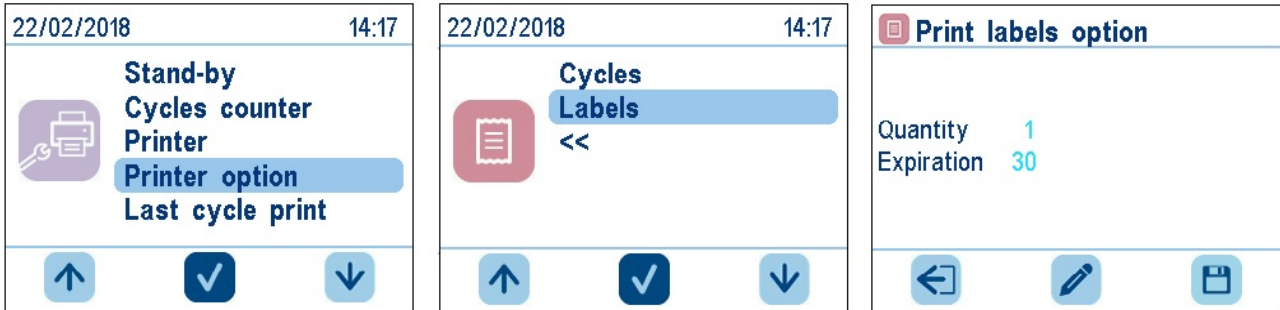 22/02/2018 14:17
Stand-by
Cycles counter
Printer
Printer option
Last cycle print
22/02/2018 14:17
Cycles
Labels
<<
Print labels option
Quantity 1
Expiration 30